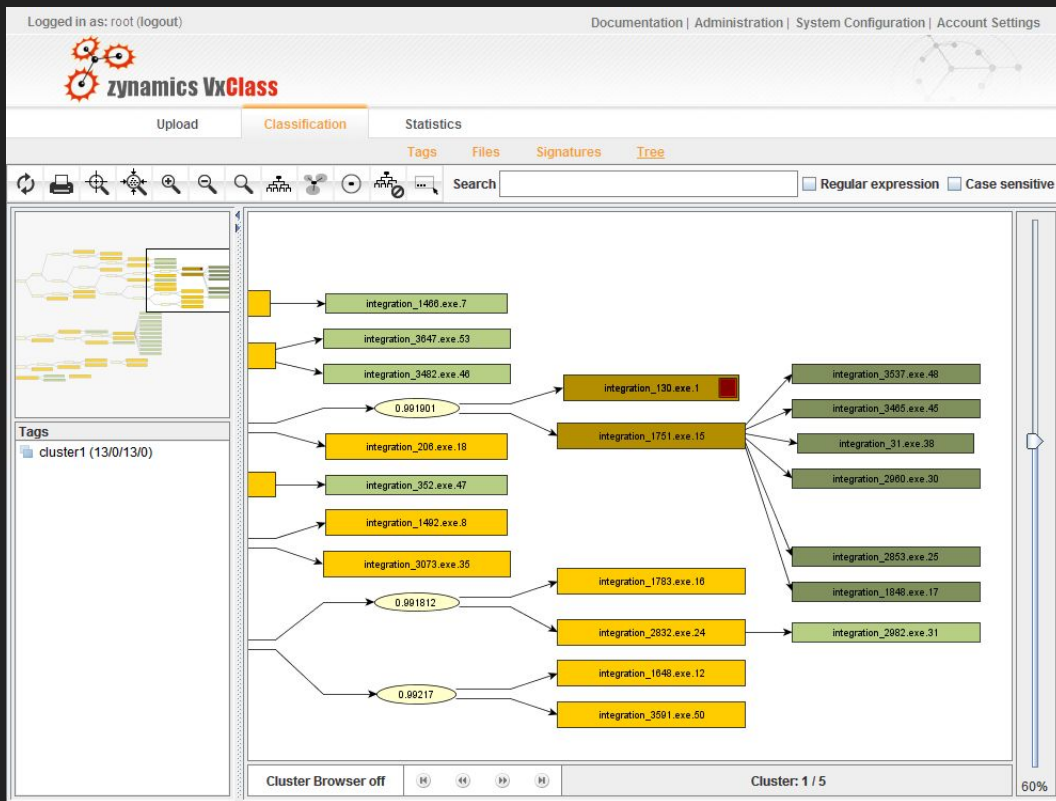 Logged in as: root (logout)
Documentation | Administration | System Configuration | Account Settings
zynamics VxClass
Upload
Classification
Statistics
Tags
Files
Signatures
Tree
Search
Regular expression
Case sensitive
Tags
cluster1 (13/0/13/0)
integration_1466.exe.7
integration_3647.exe.53
integration_3482.exe.46
0.991901
integration_130.exe.1
integration_1751.exe.15
integration_3537.exe.48
integration_3465.exe.45
integration_31.exe.38
integration_2960.exe.30
integration_2853.exe.25
integration_1848.exe.17
integration_206.exe.18
integration_352.exe.47
integration_1492.exe.8
integration_3073.exe.35
0.991812
integration_1783.exe.16
integration_2832.exe.24
integration_2982.exe.31
0.99217
integration_1648.exe.12
integration_3591.exe.50
Cluster Browser off
Cluster: 1 / 5
60%